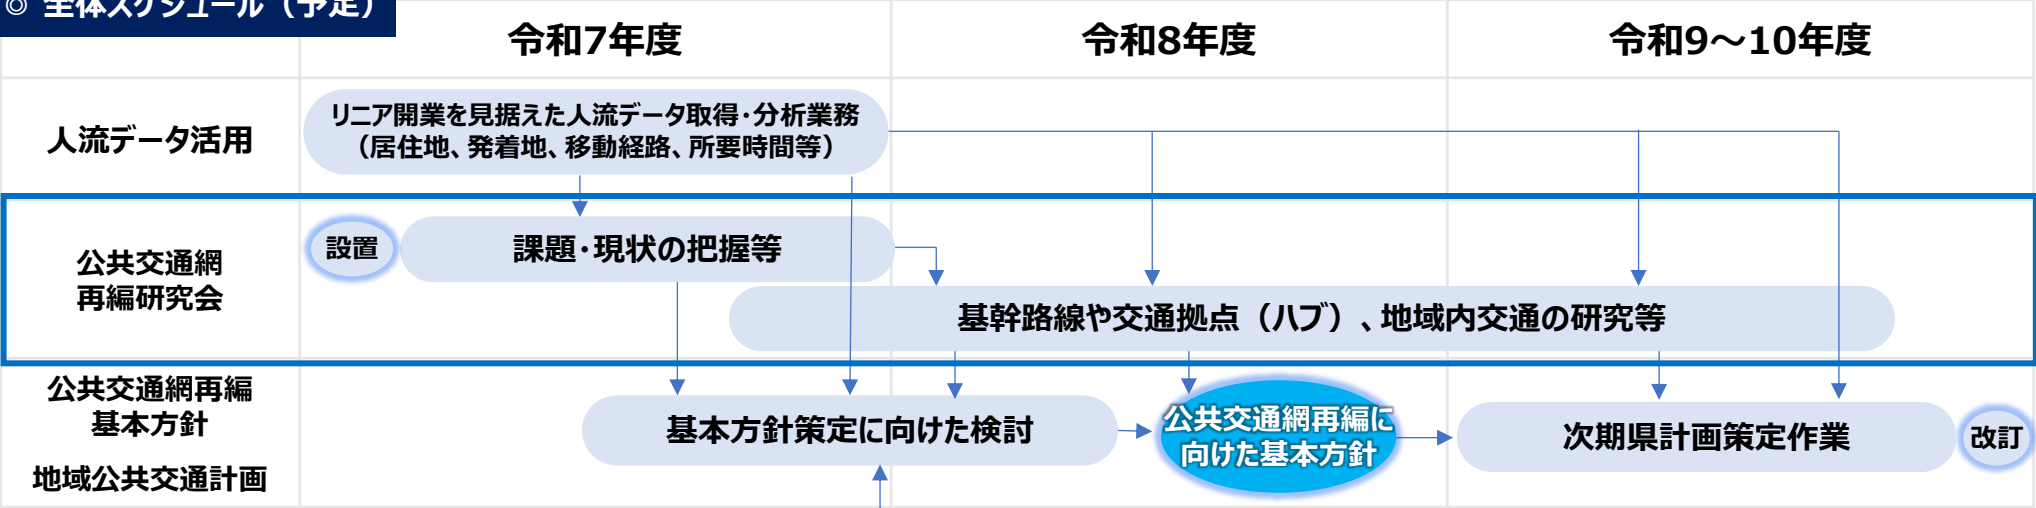 ◎ 全体スケジュール（予定）
令和7年度
令和8年度
令和9～10年度
人流データ活用
リニア開業を見据えた人流データ取得・分析業務
（居住地、発着地、移動経路、所要時間等）
公共交通網
再編研究会
設置
課題・現状の把握等
基幹路線や交通拠点（ハブ）、地域内交通の研究等
公共交通網再編
基本方針
地域公共交通計画
基本方針策定に向けた検討
公共交通網再編に
向けた基本方針
次期県計画策定作業
改訂